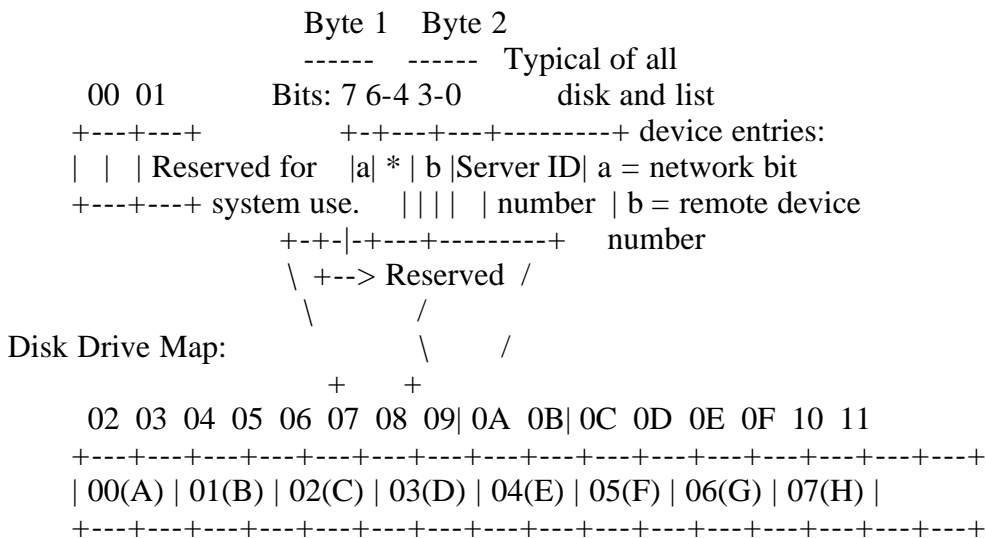 Byte 1 Byte 2
------ ------ Typical of all
00 01 Bits: 7 6-4 3-0 disk and list
+---+---+ +-+---+---+---------+ device entries:
| | | Reserved for |a| * | b |Server ID| a = network bit
+---+---+ system use. | | | | | number | b = remote device
+-+-|-+---+---------+ number
\ +--> Reserved /
\ /
Disk Drive Map: \ /
+ +
02 03 04 05 06 07 08 09| 0A 0B| 0C 0D 0E 0F 10 11
+---+---+---+---+---+---+---+---+---+---+---+---+---+---+---+---+
| 00(A) | 01(B) | 02(C) | 03(D) | 04(E) | 05(F) | 06(G) | 07(H) |
+---+---+---+---+---+---+---+---+---+---+---+---+---+---+---+---+